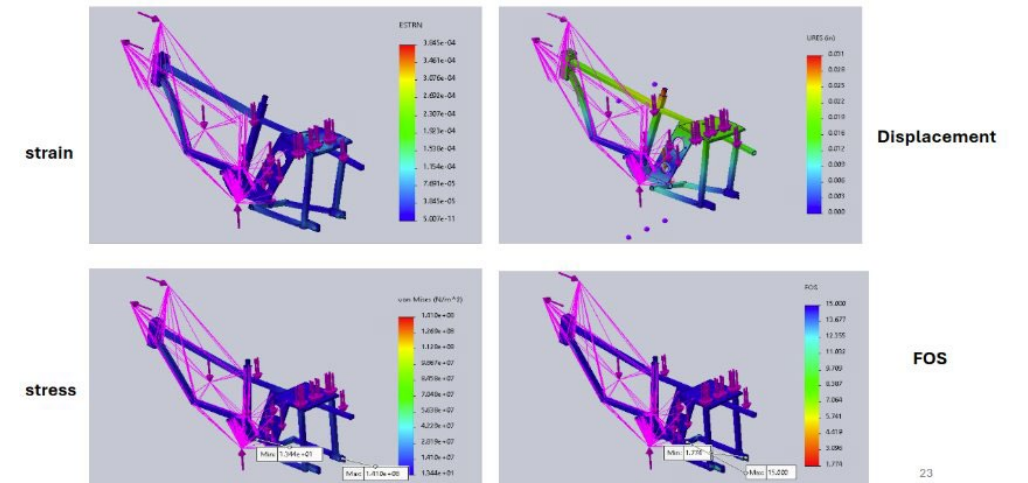 ESTRN
3.845e-04
3.461e-04
3.076e-04
2.692e-04
2.307e-04
1.923e-04
1.538e-04
1.154e-04
7.691e-05
3.845e-05
5.007e-11
strain
URES (in)
0.031
0.028
0.025
0.022
0.019
0.016
0.012
0.009
0.006
0.003
0.000
Displacement
von Mises (N/m^2)
1.410e+08
1.269e+08
1.128e+08
9.867e+07
8.458e+07
7.048e+07
5.638e+07
4.229e+07
2.819e+07
1.410e+07
1.344e+01
Min: 1.344e+01
Max: 1.410e+08
stress
FOS
15.000
13.677
12.355
11.032
9.709
8.387
7.064
5.741
4.419
3.096
1.774
Min: 1.774
Max: 15.000
FOS
23